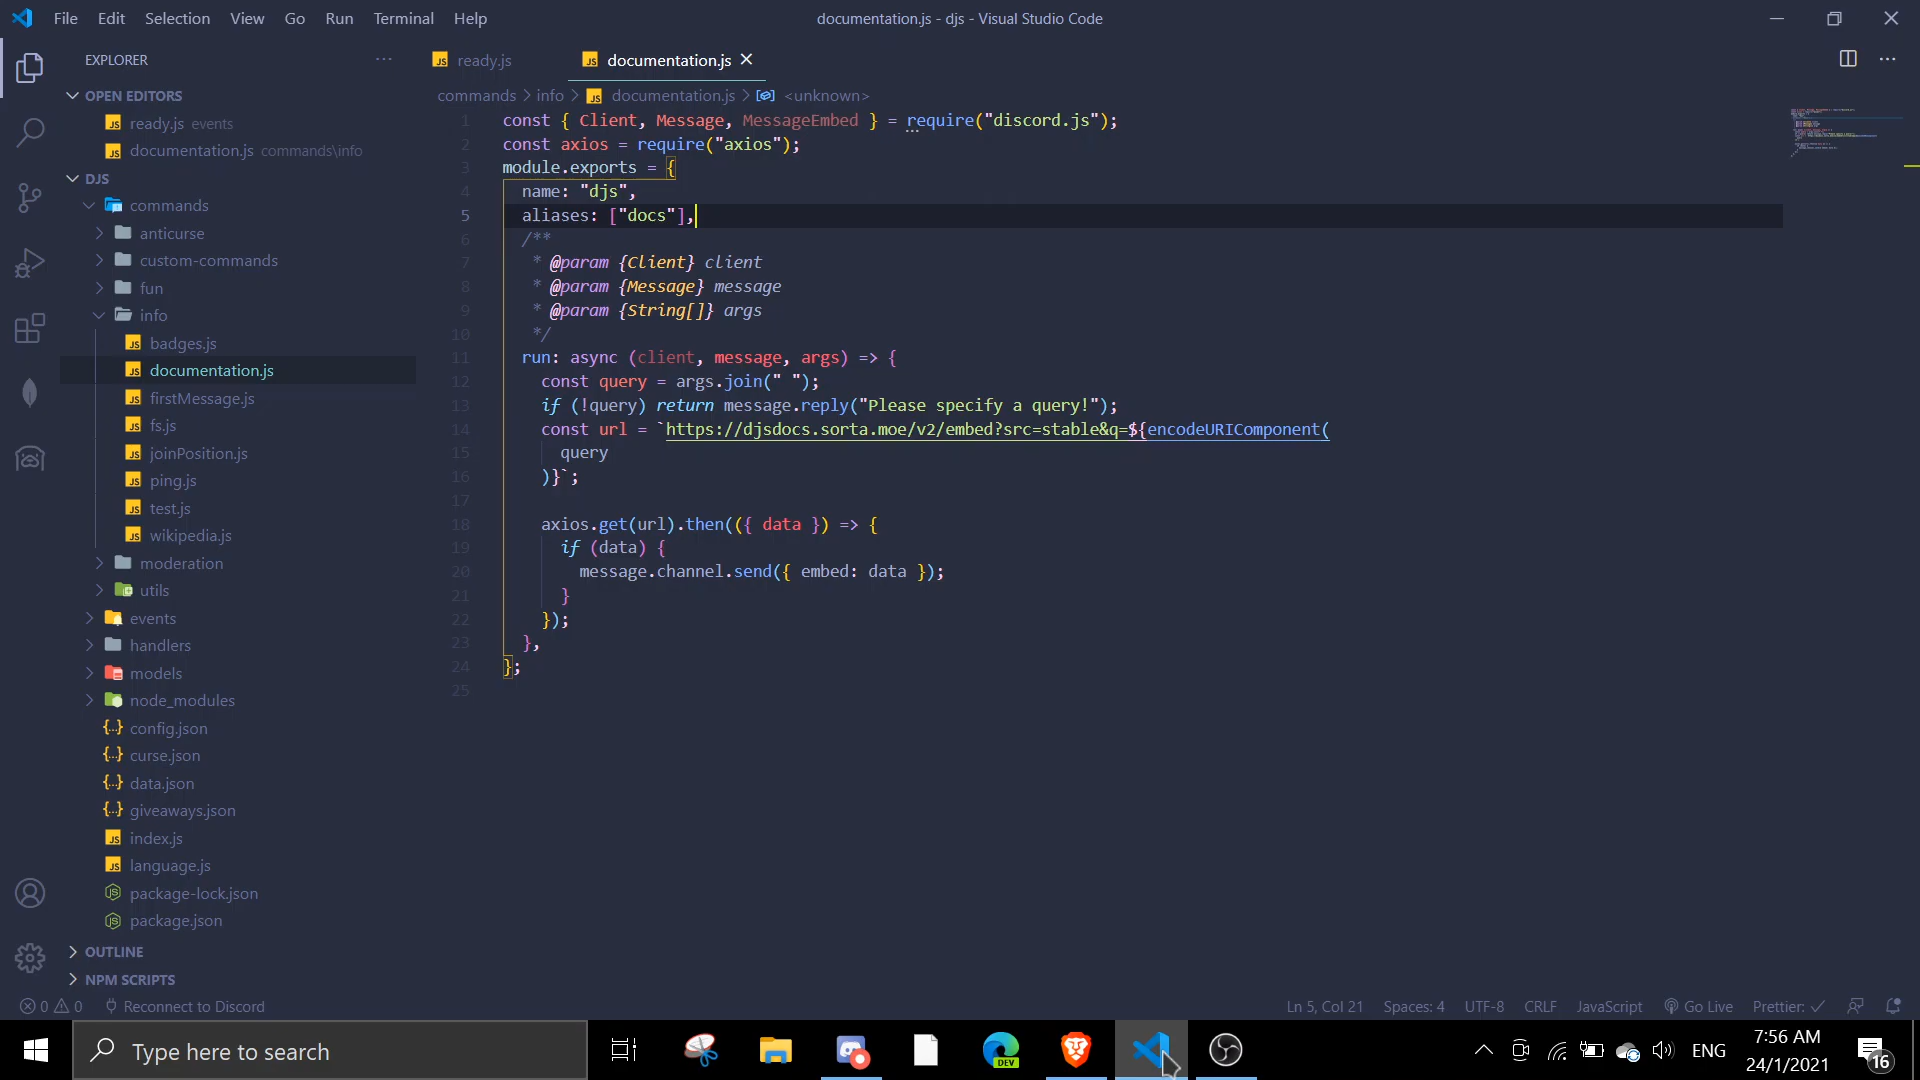 File Edit Selection View Go Run Terminal Help
documentation.js - djs - Visual Studio Code
EXPLORER
OPEN EDITORS
ready.js events
documentation.js commands\info
DJS
commands
anticurse
custom-commands
fun
info
badges.js
documentation.js
firstMessage.js
fs.js
joinPosition.js
ping.js
test.js
wikipedia.js
moderation
utils
events
handlers
models
node_modules
config.json
curse.json
data.json
giveaways.json
index.js
language.js
package-lock.json
package.json
OUTLINE
NPM SCRIPTS
ready.js
documentation.js
commands > info > documentation.js > <unknown>
1 const { Client, Message, MessageEmbed } = require("discord.js");
2 const axios = require("axios");
3 module.exports = {
4 name: "djs",
5 aliases: ["docs"],
6 /**
7 * @param {Client} client
8 * @param {Message} message
9 * @param {String[]} args
10 */
11 run: async (client, message, args) => {
12 const query = args.join(" ");
13 if (!query) return message.reply("Please specify a query!");
14 const url = `https://djsdocs.sorta.moe/v2/embed?src=stable&q=${encodeURIComponent(
15 query
16 )}`;
17
18 axios.get(url).then(({ data }) => {
19 if (data) {
20 message.channel.send({ embed: data });
21 }
22 });
23 },
24 };
25
0 0 Reconnect to Discord
Ln 5, Col 21 Spaces: 4 UTF-8 CRLF JavaScript Go Live Prettier: ✓
Type here to search
DEV
ENG
7:56 AM
24/1/2021
16